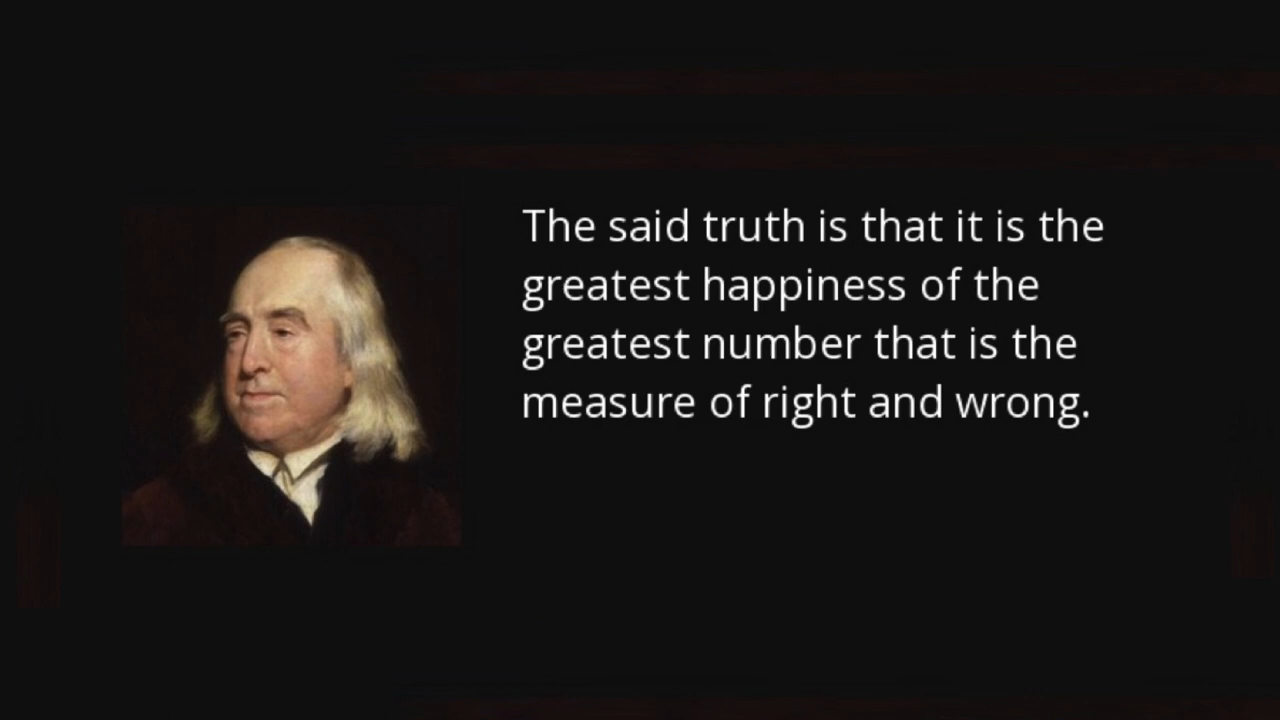 The said truth is that it is the
greatest happiness of the
greatest number that is the
measure of right and wrong.